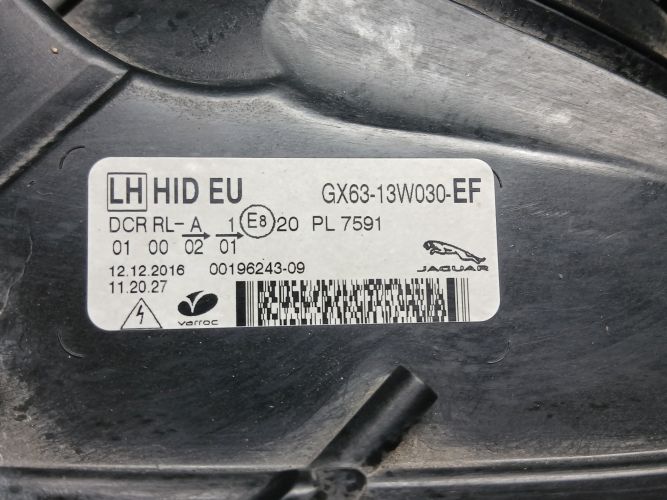 LH HID EU GX63-13W030-EF
DCR RL- A 1 E8 20 PL 7591
01 00 02 01
12.12.2016 00196243-09 JAGUAR
11.20.27
varroc